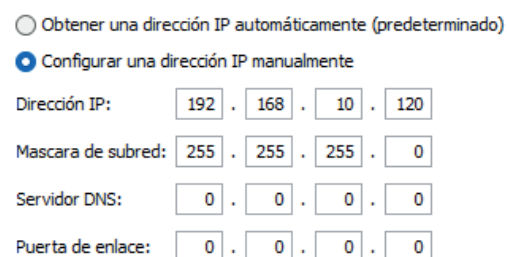 Obtener una dirección IP automáticamente (predeterminado)
Configurar una dirección IP manualmente
Dirección IP: 192 . 168 . 10 . 120
Mascara de subred: 255 . 255 . 255 . 0
Servidor DNS: 0 . 0 . 0 . 0
Puerta de enlace: 0 . 0 . 0 . 0